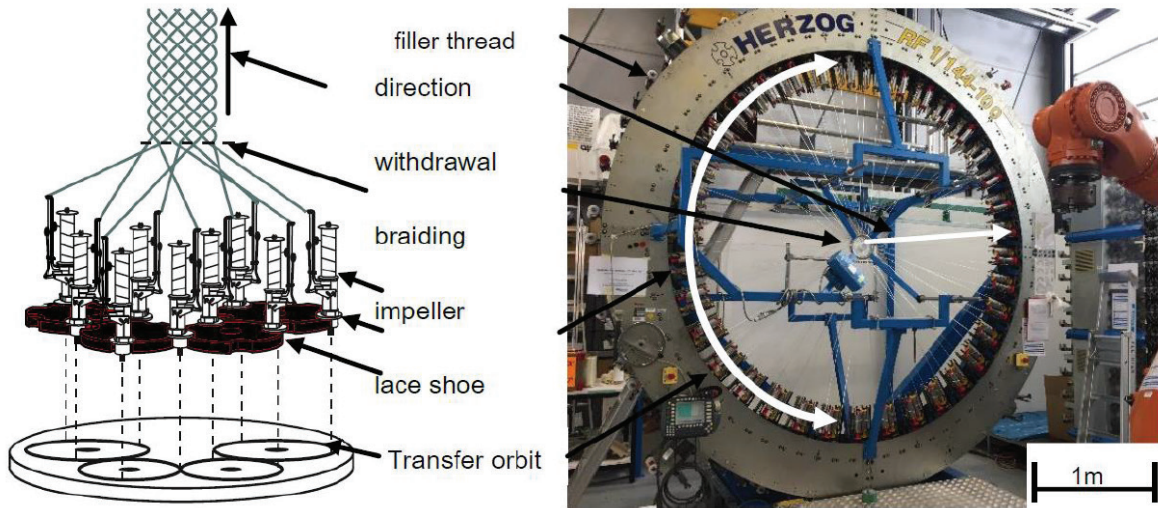 filler thread
direction
withdrawal
braiding
impeller
lace shoe
Transfer orbit
HERZOG
RF 1/144-100
1m